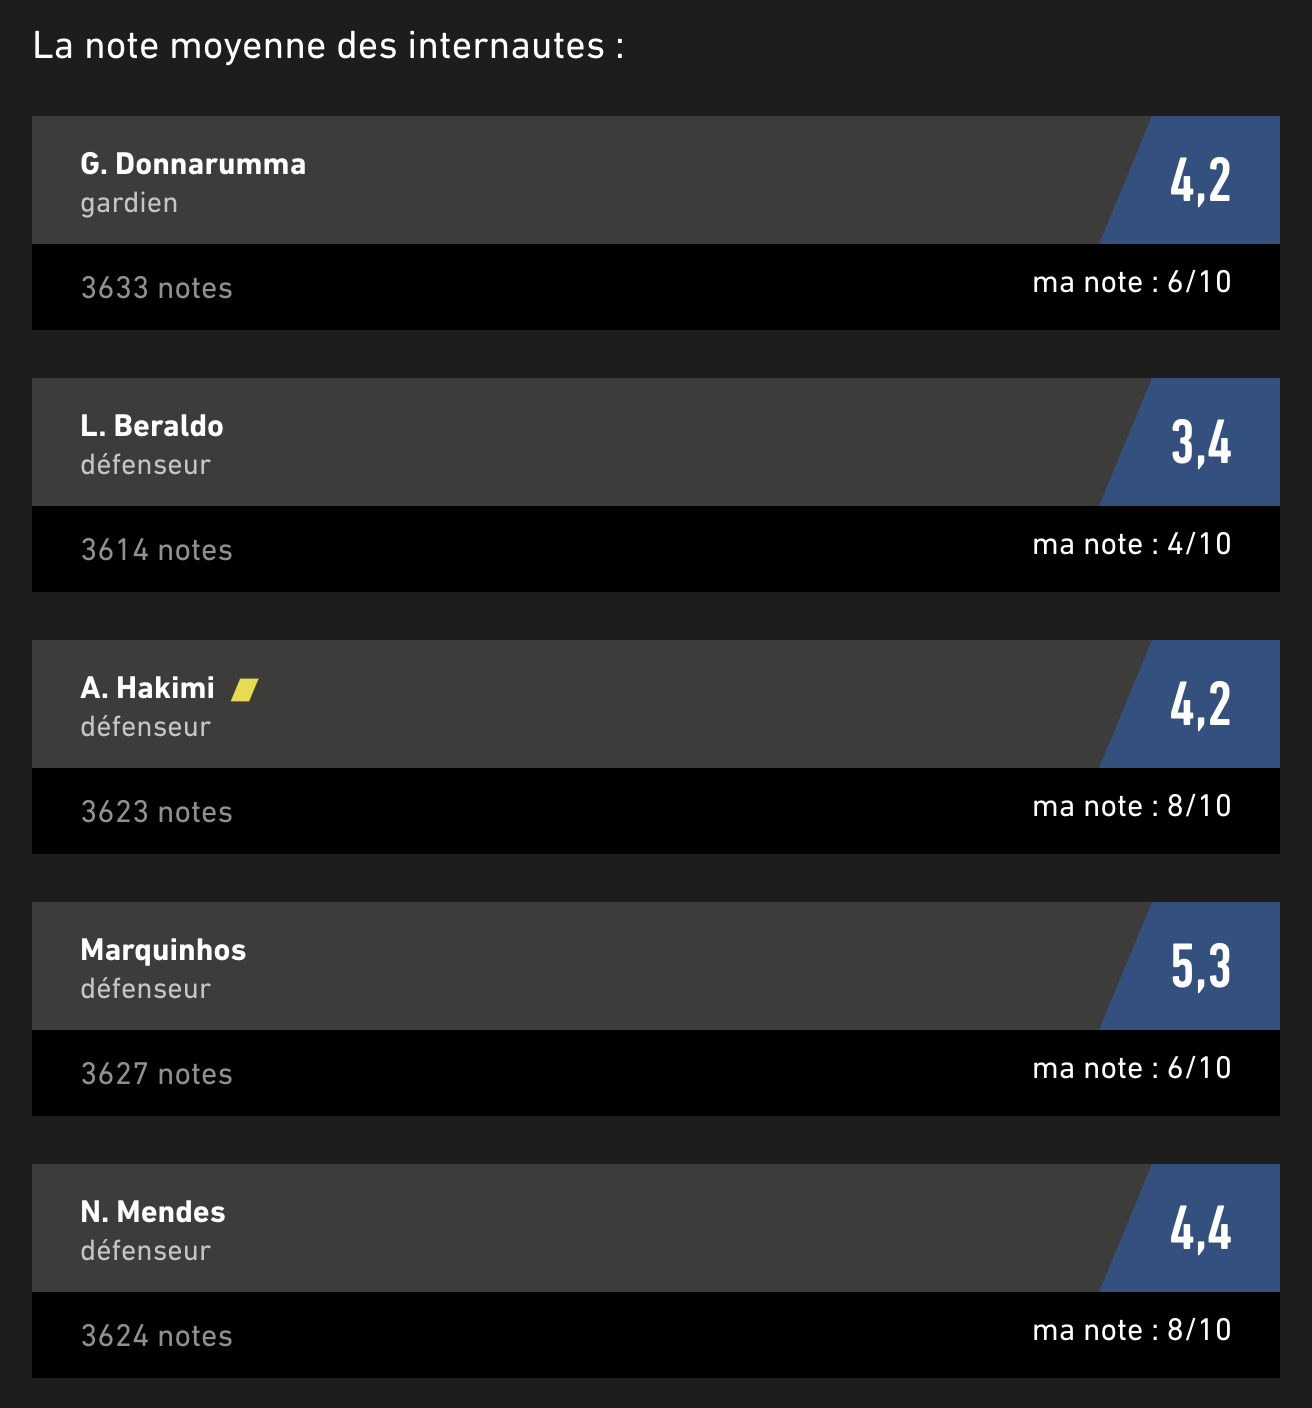 La note moyenne des internautes :
G. Donnarumma
gardien
4,2
3633 notes
ma note : 6/10
L. Beraldo
défenseur
3,4
3614 notes
ma note : 4/10
A. Hakimi
défenseur
4,2
3623 notes
ma note : 8/10
Marquinhos
défenseur
5,3
3627 notes
ma note : 6/10
N. Mendes
défenseur
4,4
3624 notes
ma note : 8/10